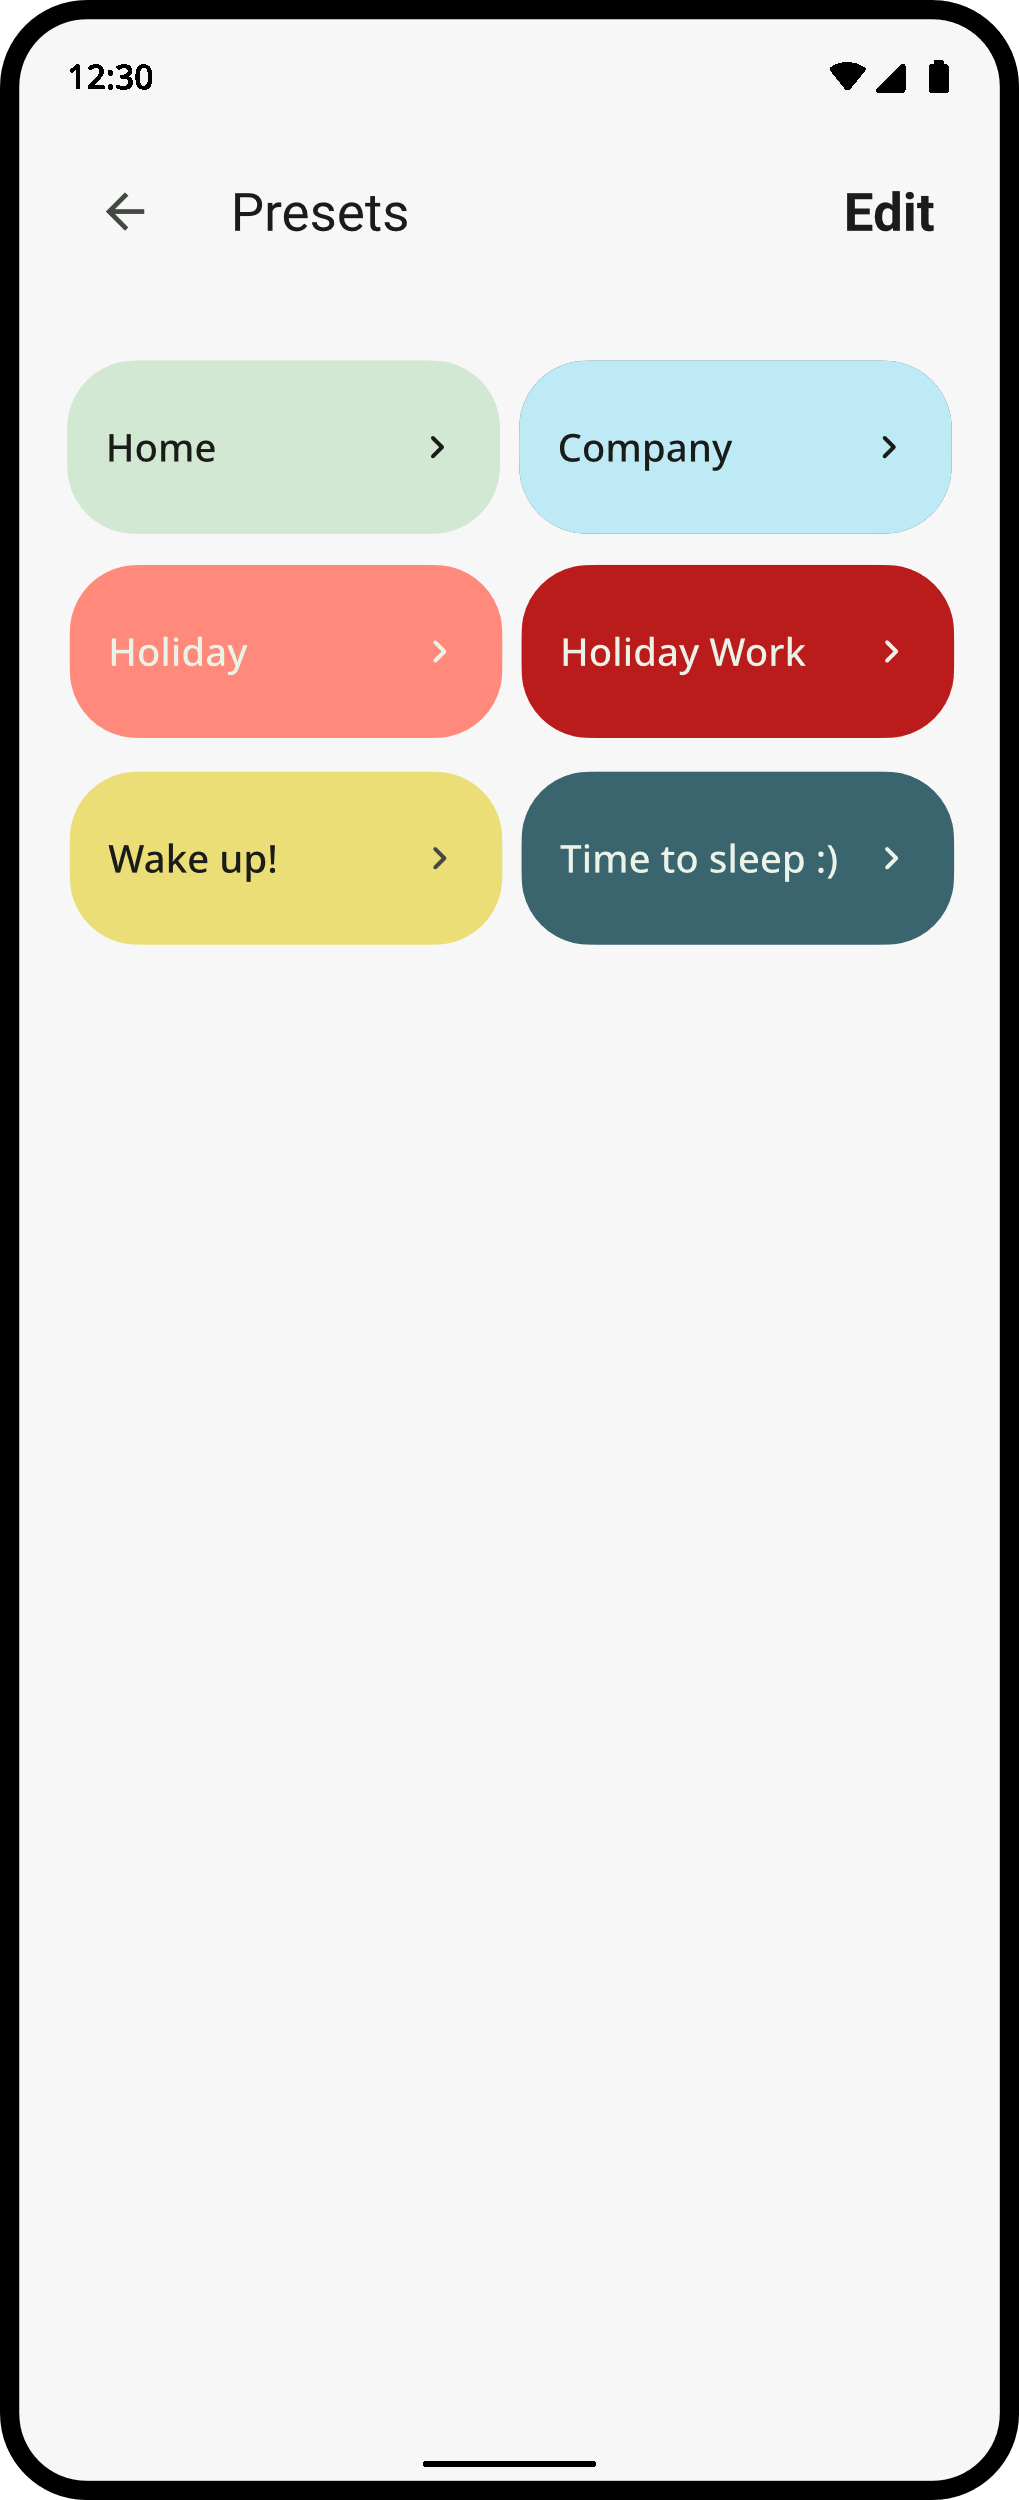 12:30
Presets
Edit
Home
Company
Holiday
Holiday Work
Wake up!
Time to sleep :)